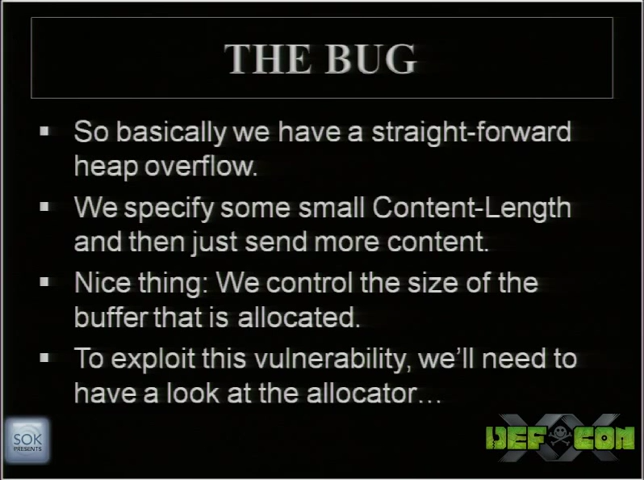 THE BUG
▪ So basically we have a straight-forward
heap overflow.
▪ We specify some small Content-Length
and then just send more content.
▪ Nice thing: We control the size of the
buffer that is allocated.
▪ To exploit this vulnerability, we'll need to
have a look at the allocator…
SOK
PRESENTS
XX
DEF CON